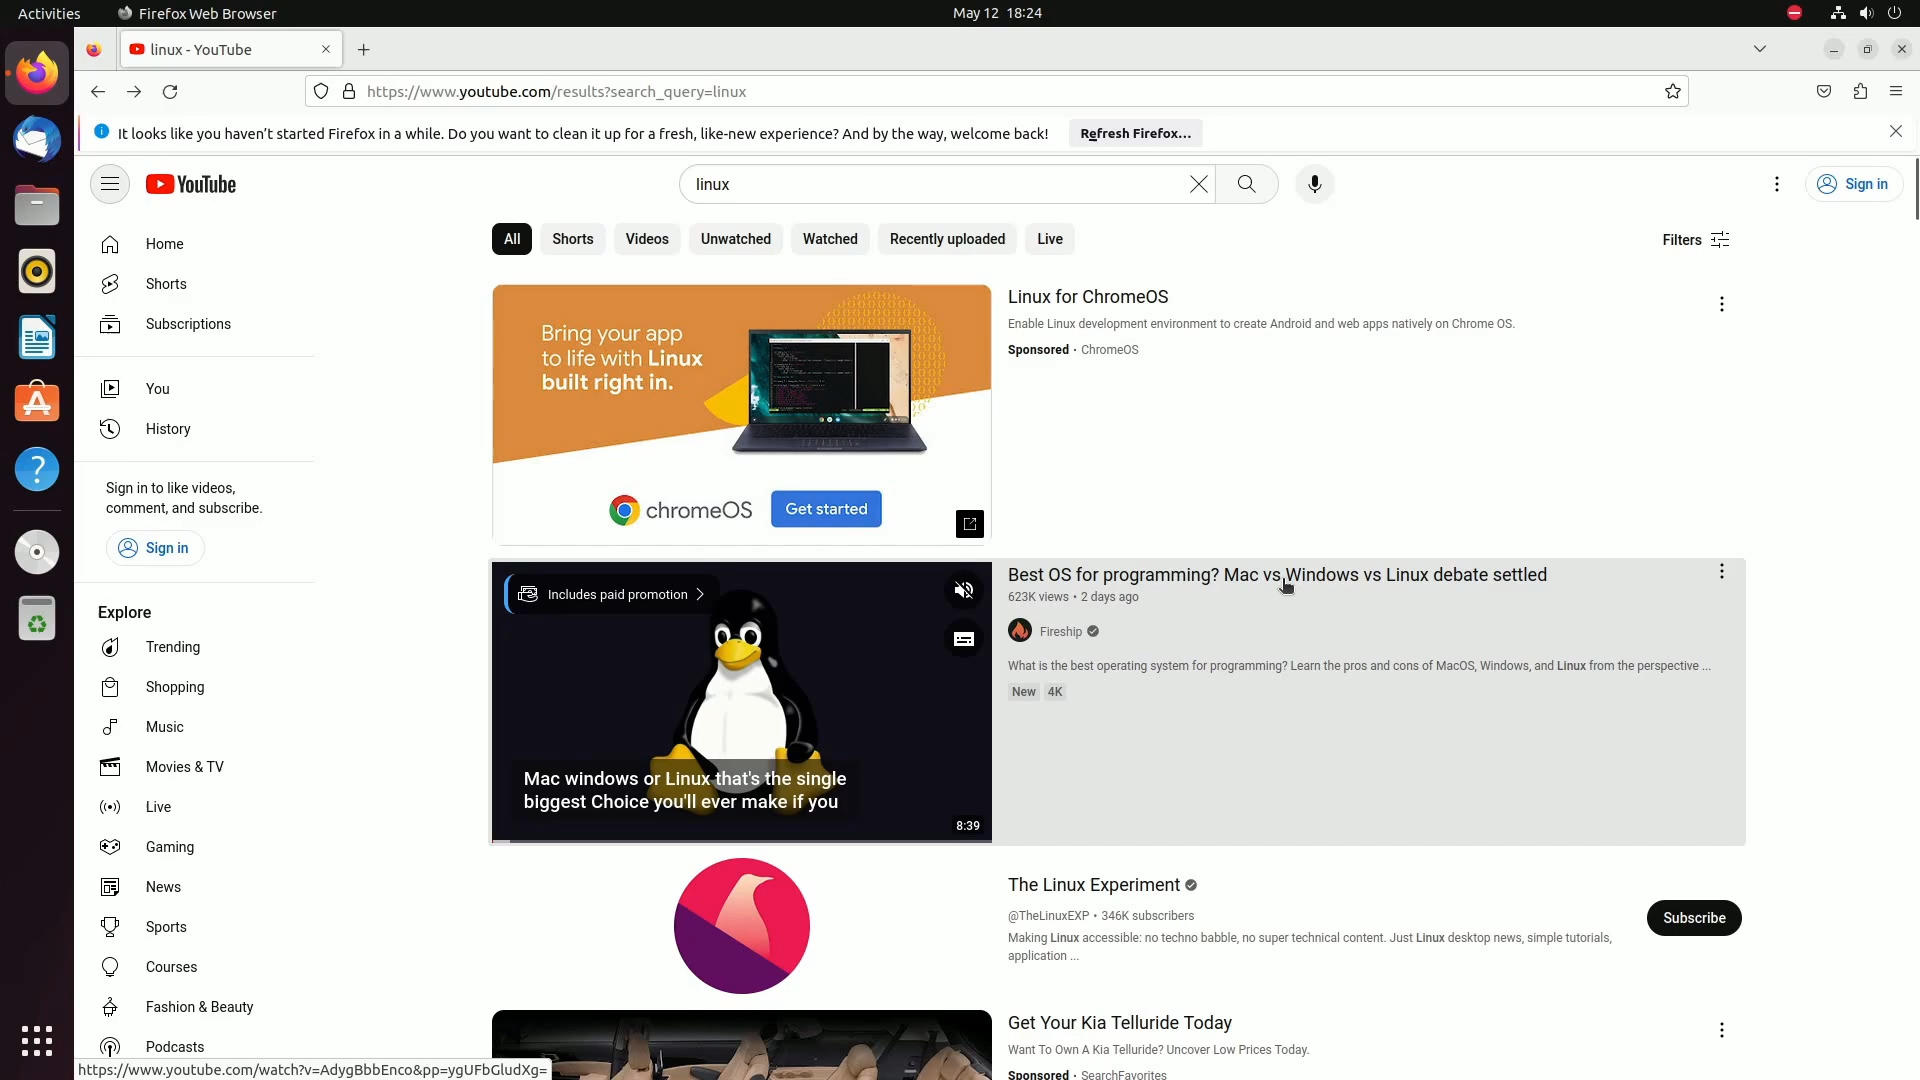 Activities
Firefox Web Browser
May 12 18:24
linux - YouTube
https://www.youtube.com/results?search_query=linux
It looks like you haven't started Firefox in a while. Do you want to clean it up for a fresh, like-new experience? And by the way, welcome back!
Refresh Firefox...
YouTube
linux
Sign in
Home
Shorts
Subscriptions
You
History
Sign in to like videos,
comment, and subscribe.
Sign in
Explore
Trending
Shopping
Music
Movies & TV
Live
Gaming
News
Sports
Courses
Fashion & Beauty
Podcasts
All
Shorts
Videos
Unwatched
Watched
Recently uploaded
Live
Filters
Bring your app
to life with Linux
built right in.
chromeOS
Get started
Linux for ChromeOS
Enable Linux development environment to create Android and web apps natively on Chrome OS.
Sponsored · ChromeOS
Includes paid promotion
Mac windows or Linux that's the single
biggest Choice you'll ever make if you
8:39
Best OS for programming? Mac vs Windows vs Linux debate settled
623K views • 2 days ago
Fireship
What is the best operating system for programming? Learn the pros and cons of MacOS, Windows, and Linux from the perspective ...
New 4K
The Linux Experiment
@TheLinuxEXP • 346K subscribers
Making Linux accessible: no techno babble, no super technical content. Just Linux desktop news, simple tutorials,
application ...
Subscribe
Get Your Kia Telluride Today
Want To Own A Kia Telluride? Uncover Low Prices Today.
Sponsored · SearchFavorites
https://www.youtube.com/watch?v=AdygBbbEnco&pp=ygUFbGludXg=